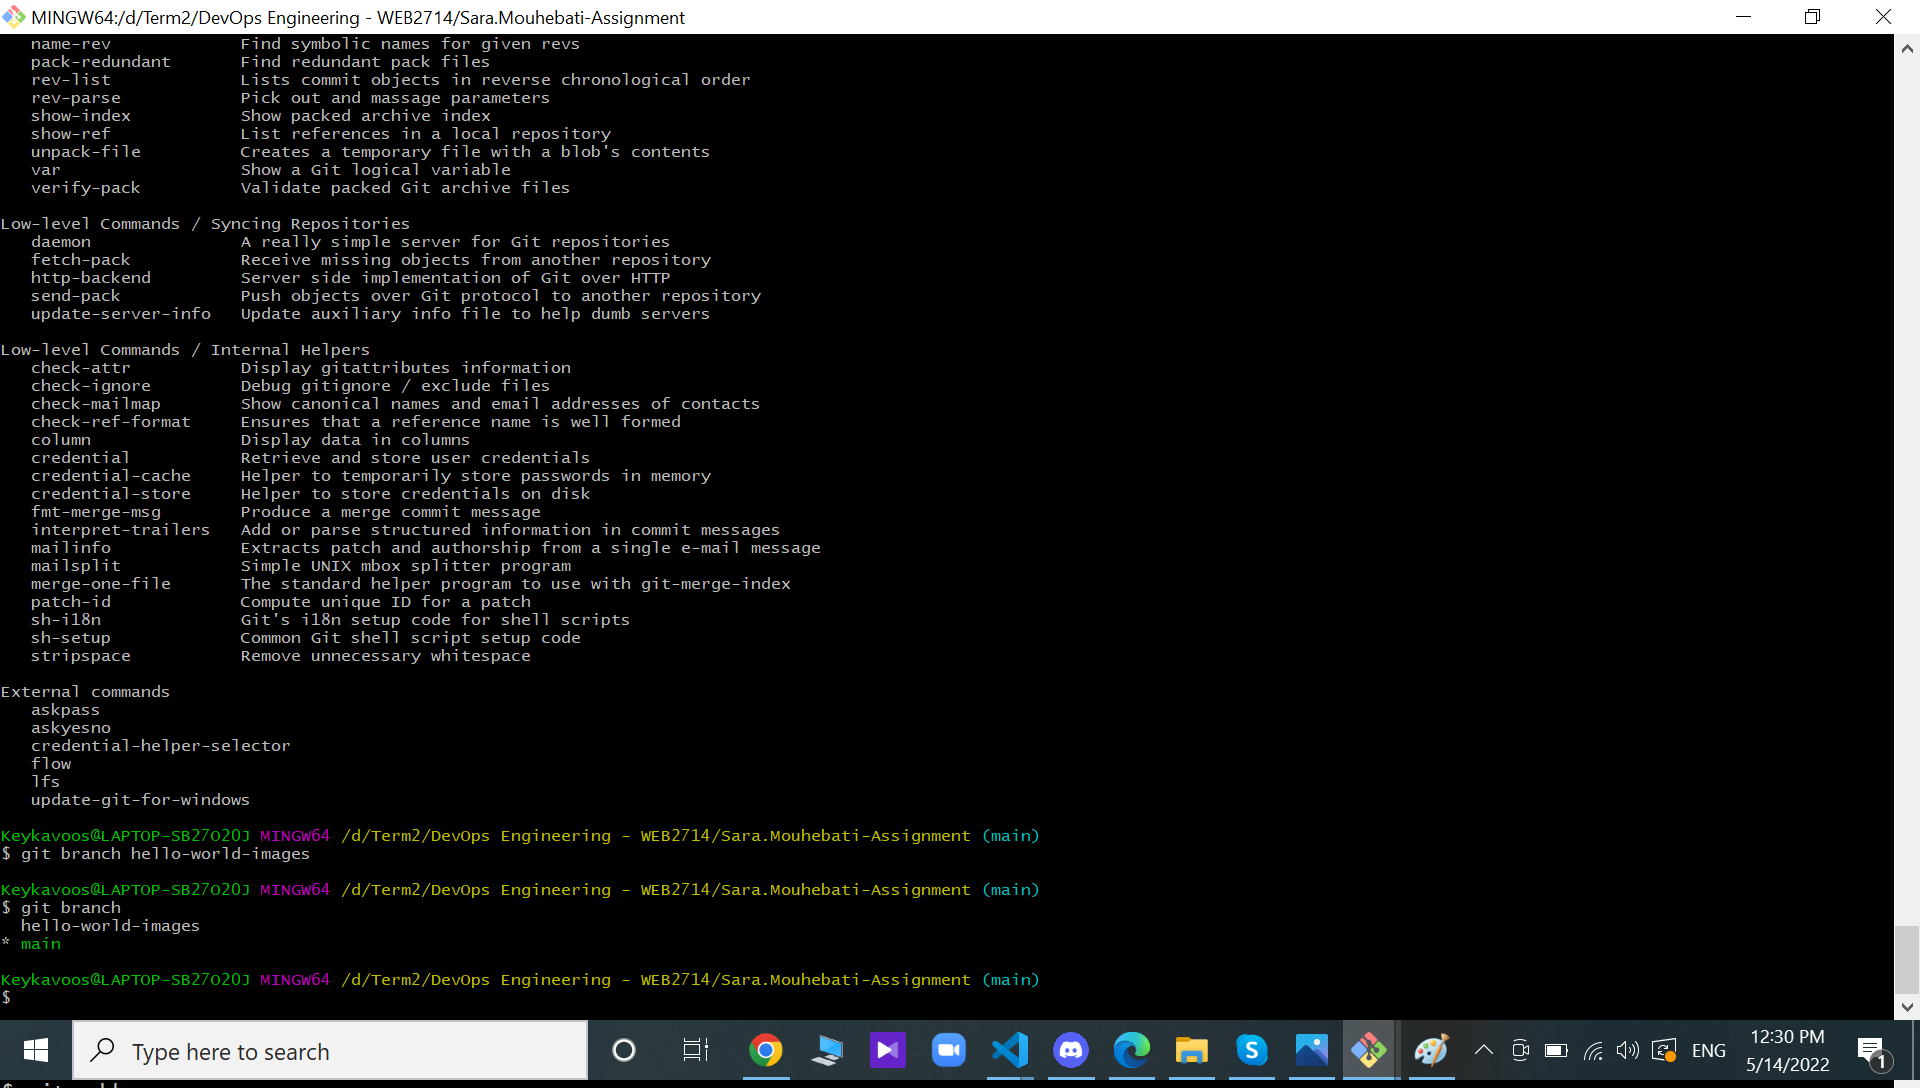 MINGW64:/d/Term2/DevOps Engineering - WEB2714/Sara.Mouhebati-Assignment
name-rev Find symbolic names for given revs
pack-redundant Find redundant pack files
rev-list Lists commit objects in reverse chronological order
rev-parse Pick out and massage parameters
show-index Show packed archive index
show-ref List references in a local repository
unpack-file Creates a temporary file with a blob's contents
var Show a Git logical variable
verify-pack Validate packed Git archive files
Low-level Commands / Syncing Repositories
daemon A really simple server for Git repositories
fetch-pack Receive missing objects from another repository
http-backend Server side implementation of Git over HTTP
send-pack Push objects over Git protocol to another repository
update-server-info Update auxiliary info file to help dumb servers
Low-level Commands / Internal Helpers
check-attr Display gitattributes information
check-ignore Debug gitignore / exclude files
check-mailmap Show canonical names and email addresses of contacts
check-ref-format Ensures that a reference name is well formed
column Display data in columns
credential Retrieve and store user credentials
credential-cache Helper to temporarily store passwords in memory
credential-store Helper to store credentials on disk
fmt-merge-msg Produce a merge commit message
interpret-trailers Add or parse structured information in commit messages
mailinfo Extracts patch and authorship from a single e-mail message
mailsplit Simple UNIX mbox splitter program
merge-one-file The standard helper program to use with git-merge-index
patch-id Compute unique ID for a patch
sh-i18n Git's i18n setup code for shell scripts
sh-setup Common Git shell script setup code
stripspace Remove unnecessary whitespace
External commands
askpass
askyesno
credential-helper-selector
flow
lfs
update-git-for-windows
Keykavoos@LAPTOP-SB27O2OJ MINGW64 /d/Term2/DevOps Engineering - WEB2714/Sara.Mouhebati-Assignment (main)
$ git branch hello-world-images
Keykavoos@LAPTOP-SB27O2OJ MINGW64 /d/Term2/DevOps Engineering - WEB2714/Sara.Mouhebati-Assignment (main)
$ git branch
hello-world-images
* main
Keykavoos@LAPTOP-SB27O2OJ MINGW64 /d/Term2/DevOps Engineering - WEB2714/Sara.Mouhebati-Assignment (main)
$
Type here to search
ENG
12:30 PM
5/14/2022
1